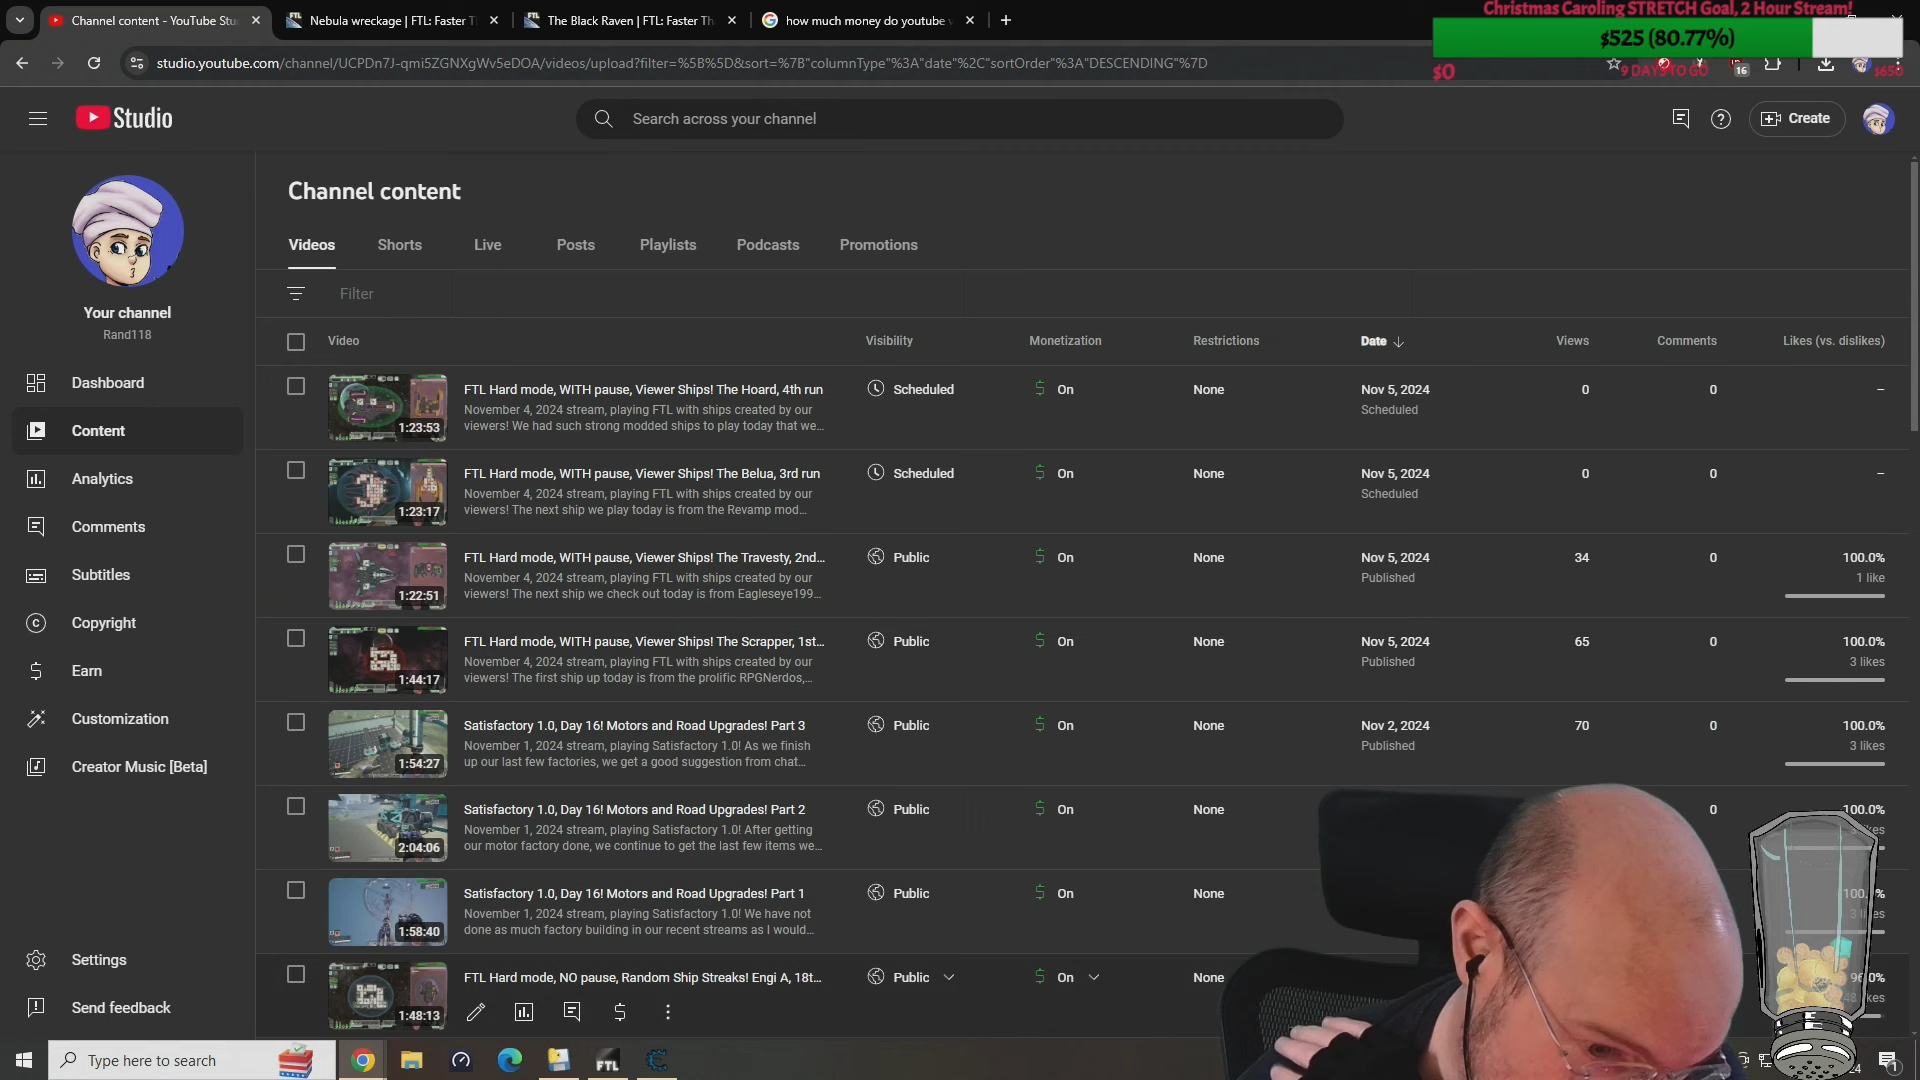 Channel content - YouTube Stu
Nebula wreckage | FTL: Faster T
The Black Raven | FTL: Faster Th
how much money do youtube v
Christmas Caroling STRETCH Goal, 2 Hour Stream!
$525 (80.77%)
$0
9 DAYS TO GO
$650
studio.youtube.com/channel/UCPDn7J-qmi5ZGNXgWv5eDOA/videos/upload?filter=%5B%5D&sort=%7B"columnType"%3A"date"%2C"sortOrder"%3A"DESCENDING"%7D
16
Studio
Search across your channel
Create
Your channel
Rand118
Dashboard
Content
Analytics
Comments
Subtitles
Copyright
Earn
Customization
Creator Music [Beta]
Settings
Send feedback
Channel content
Videos Shorts Live Posts Playlists Podcasts Promotions
Filter
Video Visibility Monetization Restrictions Date Views Comments Likes (vs. dislikes)
FTL Hard mode, WITH pause, Viewer Ships! The Hoard, 4th run
November 4, 2024 stream, playing FTL with ships created by our
viewers! We had such strong modded ships to play today that we…
1:23:53
Scheduled On None Nov 5, 2024 0 0 –
Scheduled
FTL Hard mode, WITH pause, Viewer Ships! The Belua, 3rd run
November 4, 2024 stream, playing FTL with ships created by our
viewers! The next ship we play today is from the Revamp mod…
1:23:17
Scheduled On None Nov 5, 2024 0 0 –
Scheduled
FTL Hard mode, WITH pause, Viewer Ships! The Travesty, 2nd…
November 4, 2024 stream, playing FTL with ships created by our
viewers! The next ship we check out today is from Eagleseye199…
1:22:51
Public On None Nov 5, 2024 34 0 100.0%
Published 1 like
FTL Hard mode, WITH pause, Viewer Ships! The Scrapper, 1st…
November 4, 2024 stream, playing FTL with ships created by our
viewers! The first ship up today is from the prolific RPGNerdos,…
1:44:17
Public On None Nov 5, 2024 65 0 100.0%
Published 3 likes
Satisfactory 1.0, Day 16! Motors and Road Upgrades! Part 3
November 1, 2024 stream, playing Satisfactory 1.0! As we finish
up our last few factories, we get a good suggestion from chat…
1:54:27
Public On None Nov 2, 2024 70 0 100.0%
Published 3 likes
Satisfactory 1.0, Day 16! Motors and Road Upgrades! Part 2
November 1, 2024 stream, playing Satisfactory 1.0! After getting
our motor factory done, we continue to get the last few items we…
2:04:06
Public On None 0 100.0%
Satisfactory 1.0, Day 16! Motors and Road Upgrades! Part 1
November 1, 2024 stream, playing Satisfactory 1.0! We have not
done as much factory building in our recent streams as I would…
1:58:40
Public On None
FTL Hard mode, NO pause, Random Ship Streaks! Engi A, 18t…
1:48:13
Public On None
Type here to search
FTL
1